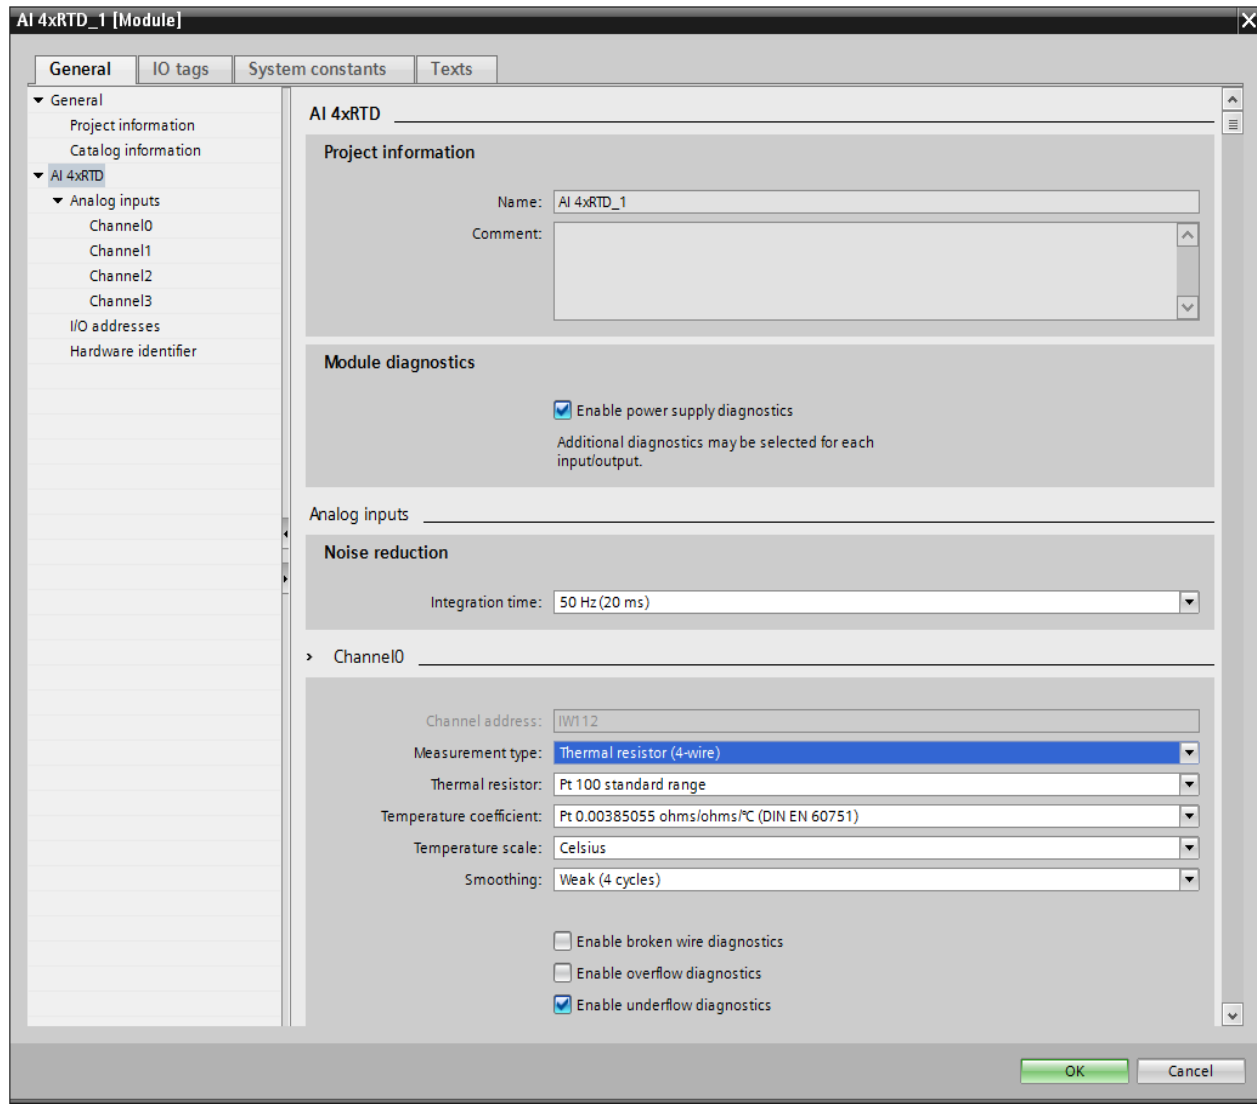 AI 4xRTD_1 [Module]
General IO tags System constants Texts
General
Project information
Catalog information
AI 4xRTD
Analog inputs
Channel0
Channel1
Channel2
Channel3
I/O addresses
Hardware identifier
AI 4xRTD
Project information
Name: AI 4xRTD_1
Comment:
Module diagnostics
Enable power supply diagnostics
Additional diagnostics may be selected for each
input/output.
Analog inputs
Noise reduction
Integration time: 50 Hz (20 ms)
Channel0
Channel address: IW112
Measurement type: Thermal resistor (4-wire)
Thermal resistor: Pt 100 standard range
Temperature coefficient: Pt 0.00385055 ohms/ohms/°C (DIN EN 60751)
Temperature scale: Celsius
Smoothing: Weak (4 cycles)
Enable broken wire diagnostics
Enable overflow diagnostics
Enable underflow diagnostics
OK Cancel